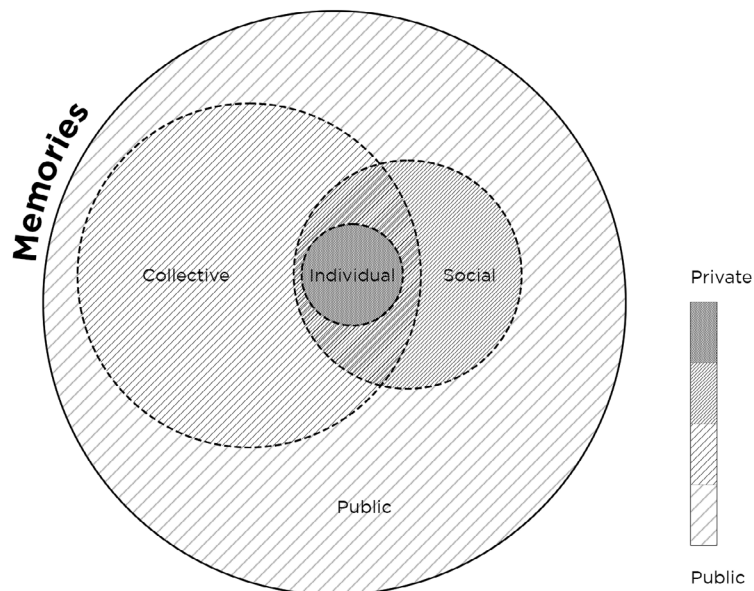 Memories
Collective
Individual
Social
Public
Private
Public